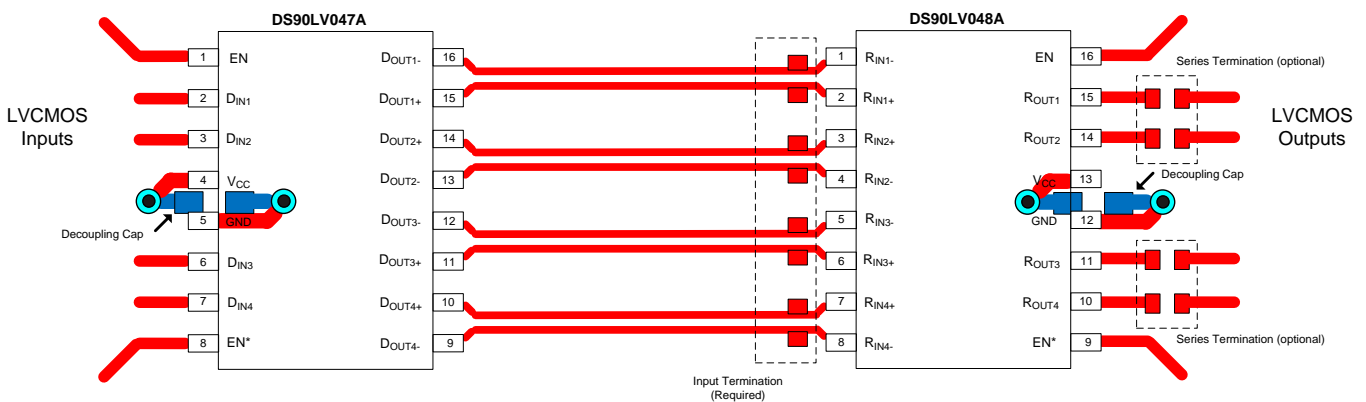 DS90LV047A
DS90LV048A
LVCMOS
Inputs
1
EN
2
DIN1
3
DIN2
4
VCC
5
GND
Decoupling Cap
6
DIN3
7
DIN4
8
EN*
DOUT1-
16
DOUT1+
15
DOUT2+
14
DOUT2-
13
DOUT3-
12
DOUT3+
11
DOUT4+
10
DOUT4-
9
Input Termination
(Required)
1
RIN1-
2
RIN1+
3
RIN2+
4
RIN2-
5
RIN3-
6
RIN3+
7
RIN4+
8
RIN4-
EN
16
Series Termination (optional)
ROUT1
15
ROUT2
14
LVCMOS
Outputs
VCC
13
Decoupling Cap
GND
12
ROUT3
11
ROUT4
10
EN*
9
Series Termination (optional)